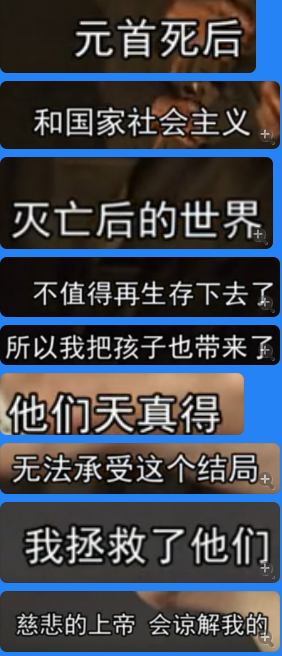 元首死后
和国家社会主义
灭亡后的世界
不值得再生存下去了
所以我把孩子也带来了
他们天真得
无法承受这个结局
我拯救了他们
慈悲的上帝 会谅解我的